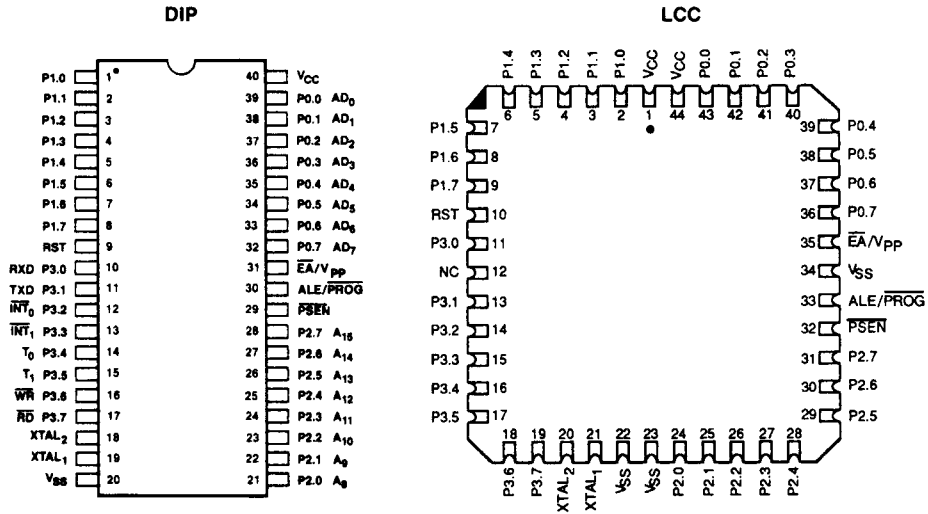 DIP
P1.0 1 40 VCC
P1.1 2 39 P0.0 AD0
P1.2 3 38 P0.1 AD1
P1.3 4 37 P0.2 AD2
P1.4 5 36 P0.3 AD3
P1.5 6 35 P0.4 AD4
P1.6 7 34 P0.5 AD5
P1.7 8 33 P0.6 AD6
RST 9 32 P0.7 AD7
RXD P3.0 10 31 EA/VPP
TXD P3.1 11 30 ALE/PROG
INT0 P3.2 12 29 PSEN
INT1 P3.3 13 28 P2.7 A15
T0 P3.4 14 27 P2.6 A14
T1 P3.5 15 26 P2.5 A13
WR P3.6 16 25 P2.4 A12
RD P3.7 17 24 P2.3 A11
XTAL2 18 23 P2.2 A10
XTAL1 19 22 P2.1 A9
VSS 20 21 P2.0 A8
LCC
P1.4 P1.3 P1.2 P1.1 P1.0 VCC VCC P0.0 P0.1 P0.2 P0.3
6 5 4 3 2 1 44 43 42 41 40
P1.5 7 39 P0.4
P1.6 8 38 P0.5
P1.7 9 37 P0.6
RST 10 36 P0.7
P3.0 11 35 EA/VPP
NC 12 34 VSS
P3.1 13 33 ALE/PROG
P3.2 14 32 PSEN
P3.3 15 31 P2.7
P3.4 16 30 P2.6
P3.5 17 29 P2.5
18 19 20 21 22 23 24 25 26 27 28
P3.6 P3.7 XTAL2 XTAL1 VSS VSS P2.0 P2.1 P2.2 P2.3 P2.4